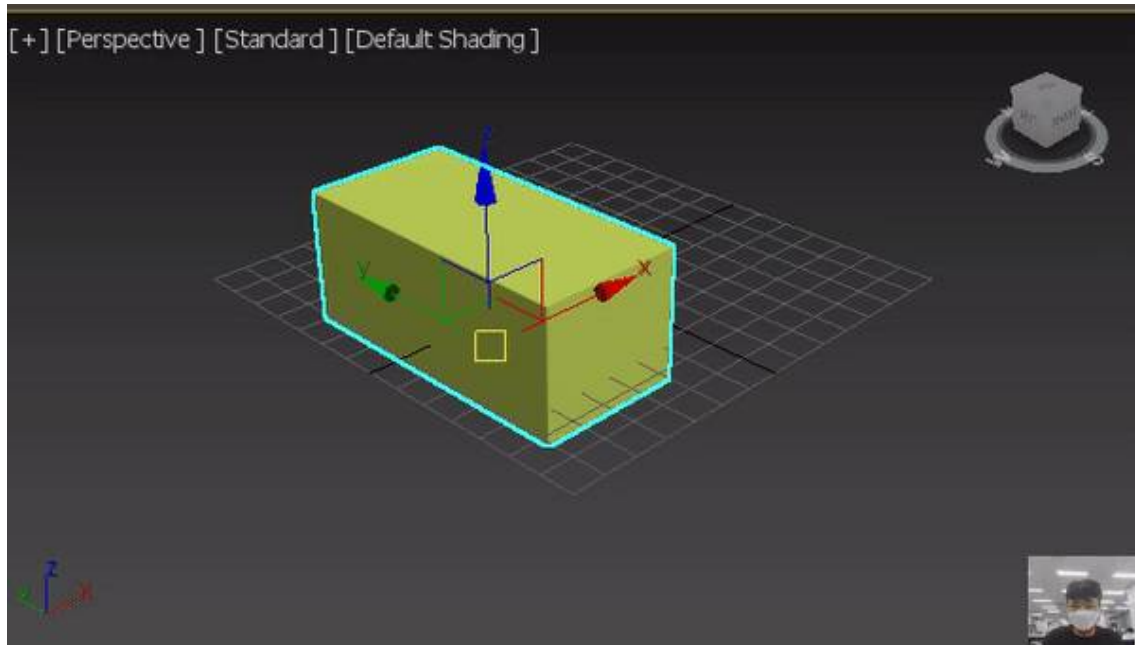 [+] [Perspective ] [Standard ] [Default Shading ]
z
y
x
z
y
x